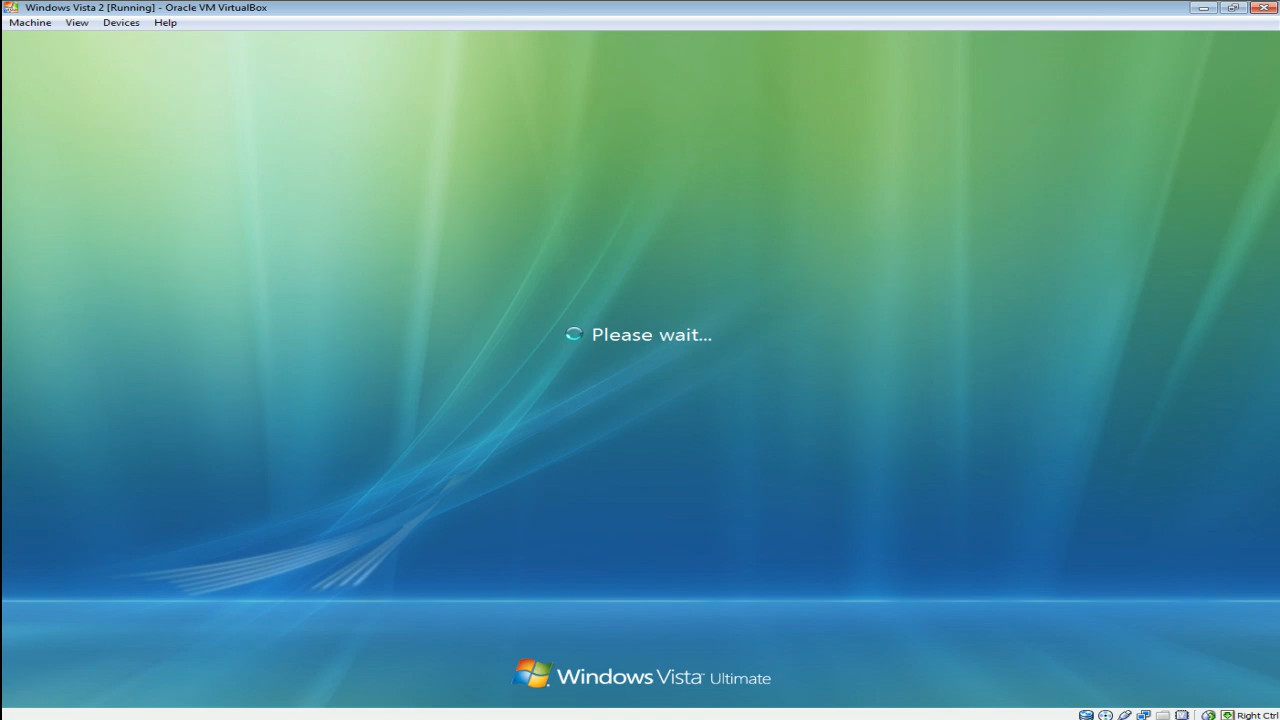 Windows Vista 2 [Running] - Oracle VM VirtualBox
Machine View Devices Help
Please wait...
Windows Vista Ultimate
Right Ctrl